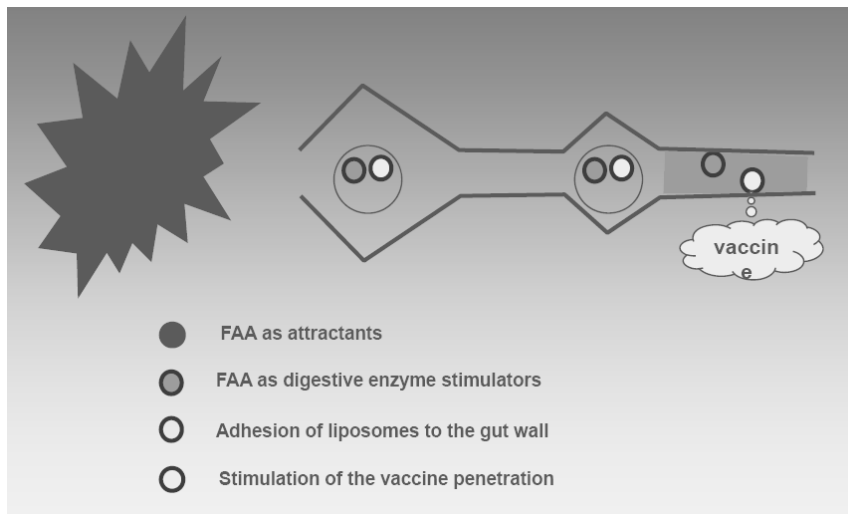 vaccin
e
FAA as attractants
FAA as digestive enzyme stimulators
Adhesion of liposomes to the gut wall
Stimulation of the vaccine penetration